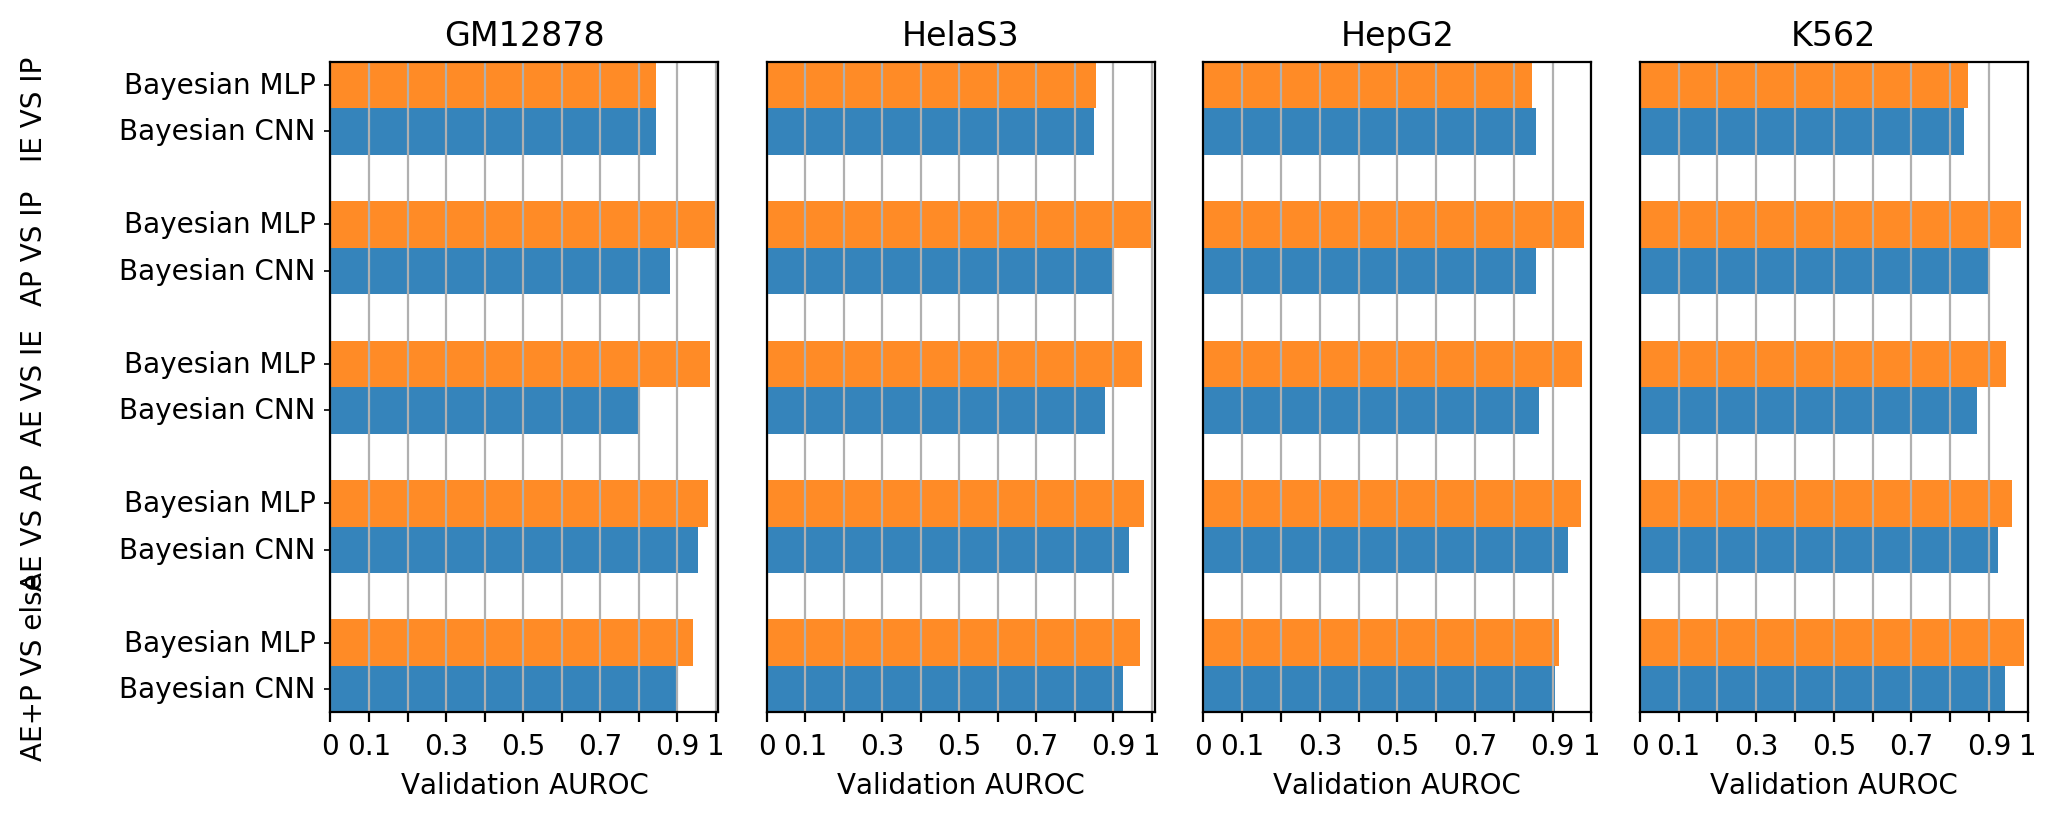 GM12878
HelaS3
HepG2
K562
IE VS IP
Bayesian MLP
Bayesian CNN
AP VS IP
Bayesian MLP
Bayesian CNN
AE VS IE
Bayesian MLP
Bayesian CNN
AE VS AP
Bayesian MLP
Bayesian CNN
AE+P VS else
Bayesian MLP
Bayesian CNN
0 0.1 0.3 0.5 0.7 0.9 1
0 0.1 0.3 0.5 0.7 0.9 1
0 0.1 0.3 0.5 0.7 0.9 1
0 0.1 0.3 0.5 0.7 0.9 1
Validation AUROC
Validation AUROC
Validation AUROC
Validation AUROC